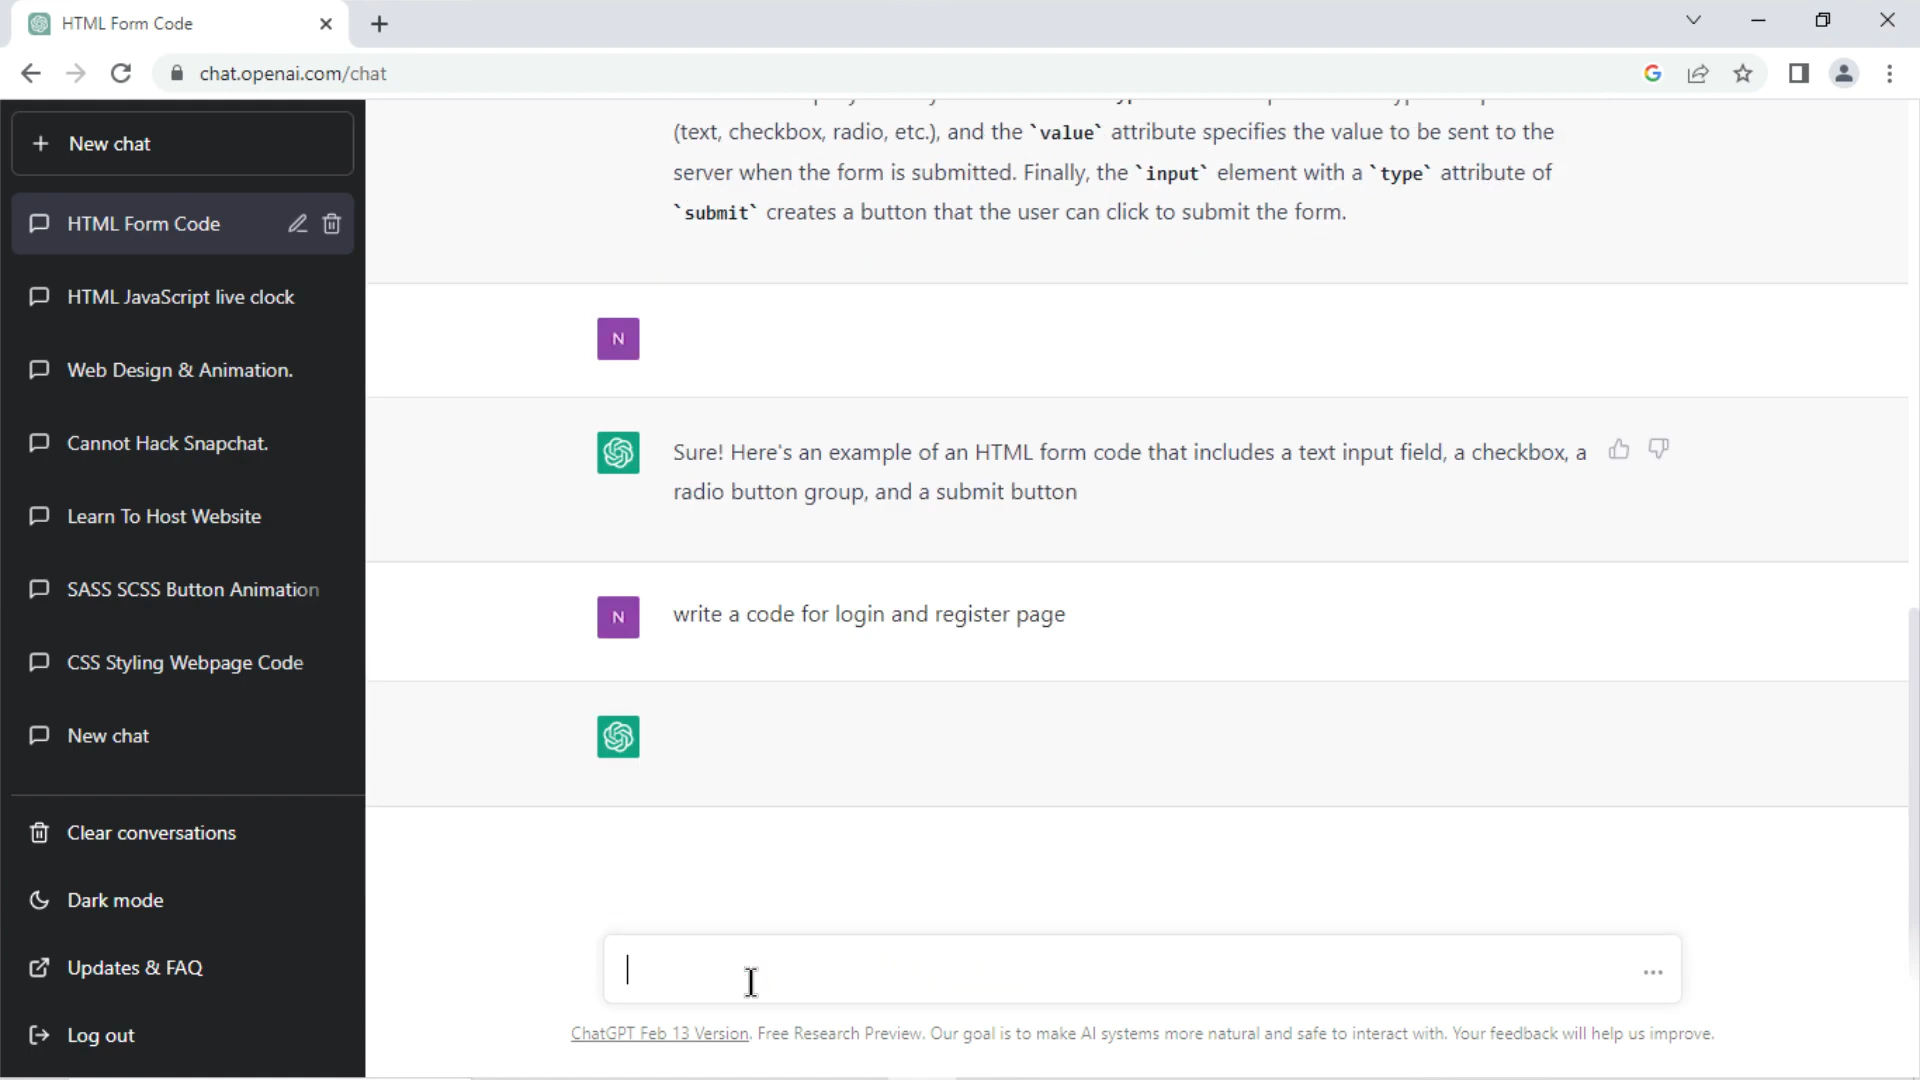 HTML Form Code
chat.openai.com/chat
New chat
HTML Form Code
HTML JavaScript live clock
Web Design & Animation.
Cannot Hack Snapchat.
Learn To Host Website
SASS SCSS Button Animation
CSS Styling Webpage Code
New chat
Clear conversations
Dark mode
Updates & FAQ
Log out
(text, checkbox, radio, etc.), and the `value` attribute specifies the value to be sent to the
server when the form is submitted. Finally, the `input` element with a `type` attribute of
`submit` creates a button that the user can click to submit the form.
N
Sure! Here's an example of an HTML form code that includes a text input field, a checkbox, a
radio button group, and a submit button
N
write a code for login and register page
ChatGPT Feb 13 Version. Free Research Preview. Our goal is to make AI systems more natural and safe to interact with. Your feedback will help us improve.